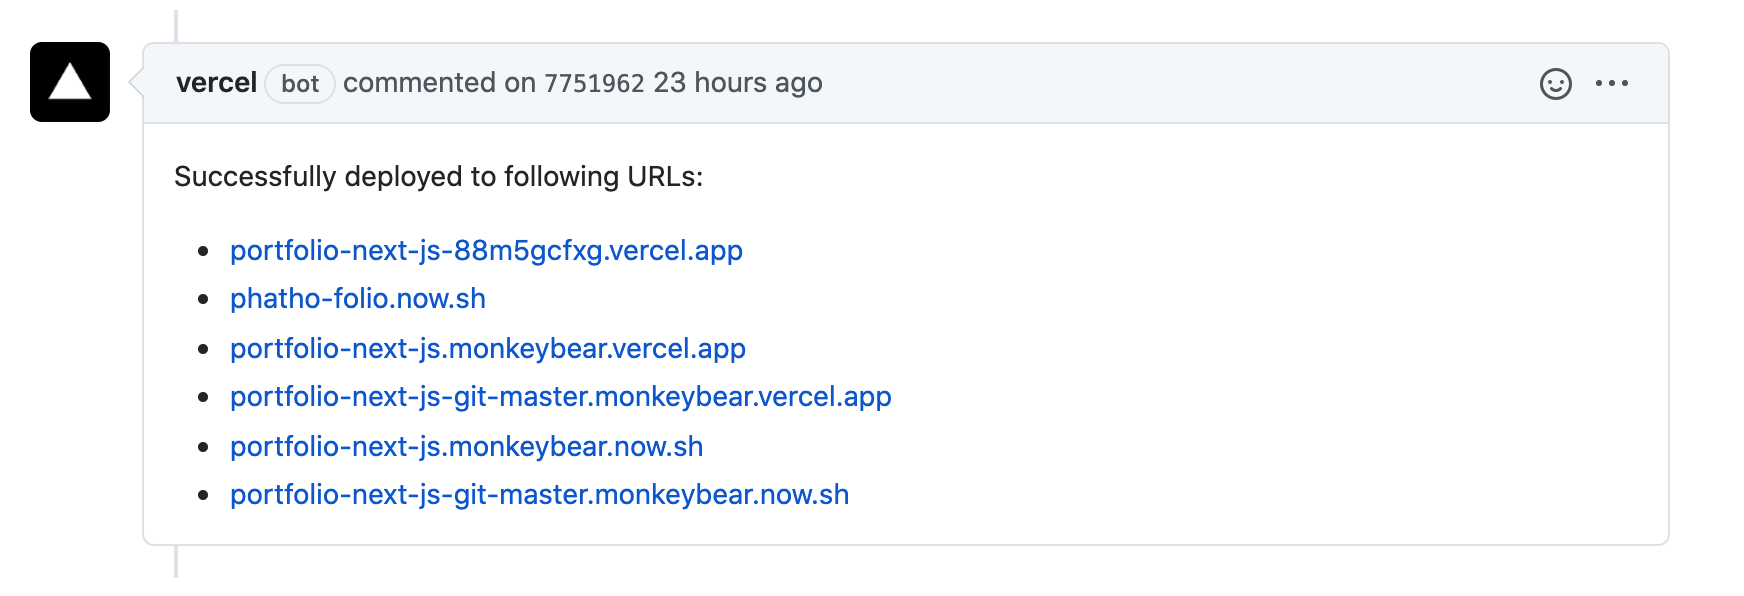 vercel bot commented on 7751962 23 hours ago
Successfully deployed to following URLs:
portfolio-next-js-88m5gcfxg.vercel.app
phatho-folio.now.sh
portfolio-next-js.monkeybear.vercel.app
portfolio-next-js-git-master.monkeybear.vercel.app
portfolio-next-js.monkeybear.now.sh
portfolio-next-js-git-master.monkeybear.now.sh